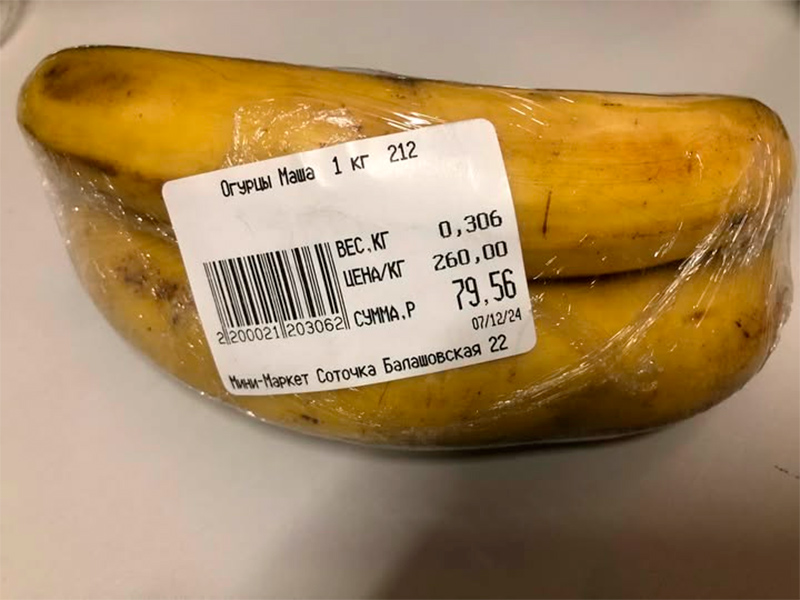 Огурцы Маша 1 кг 212
ВЕС.КГ 0,306
ЦЕНА/КГ 260,00
СУММА.Р 79,56
2 200021 203062
07/12/24
Мини-Маркет Соточка Балашовская 22